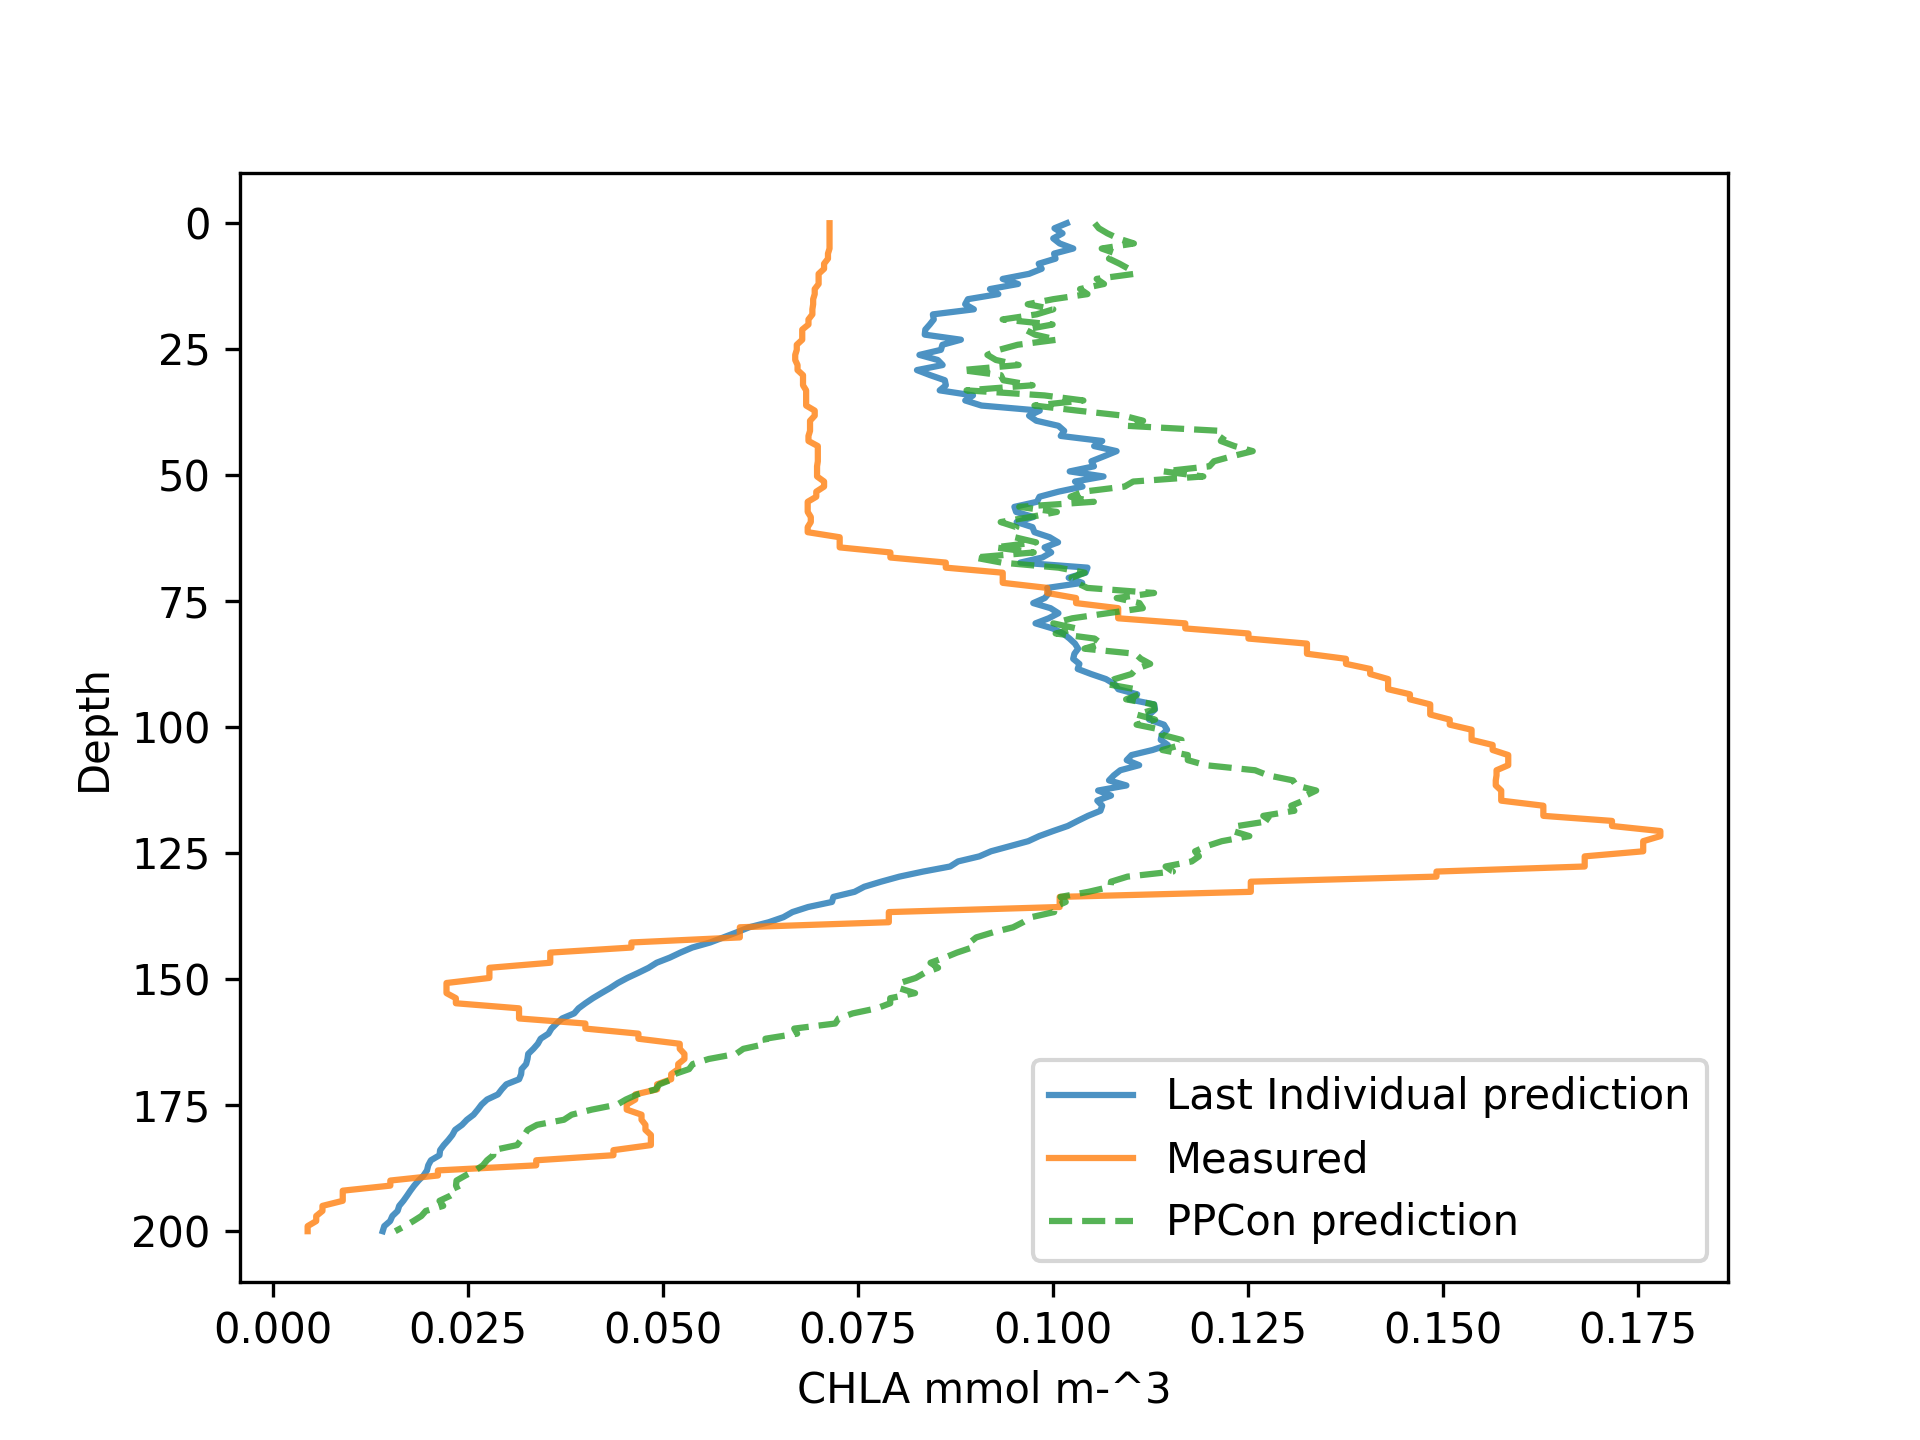 0
25
50
75
100
125
150
175
200
Depth
0.000 0.025 0.050 0.075 0.100 0.125 0.150 0.175
CHLA mmol m-^3
Last Individual prediction
Measured
PPCon prediction